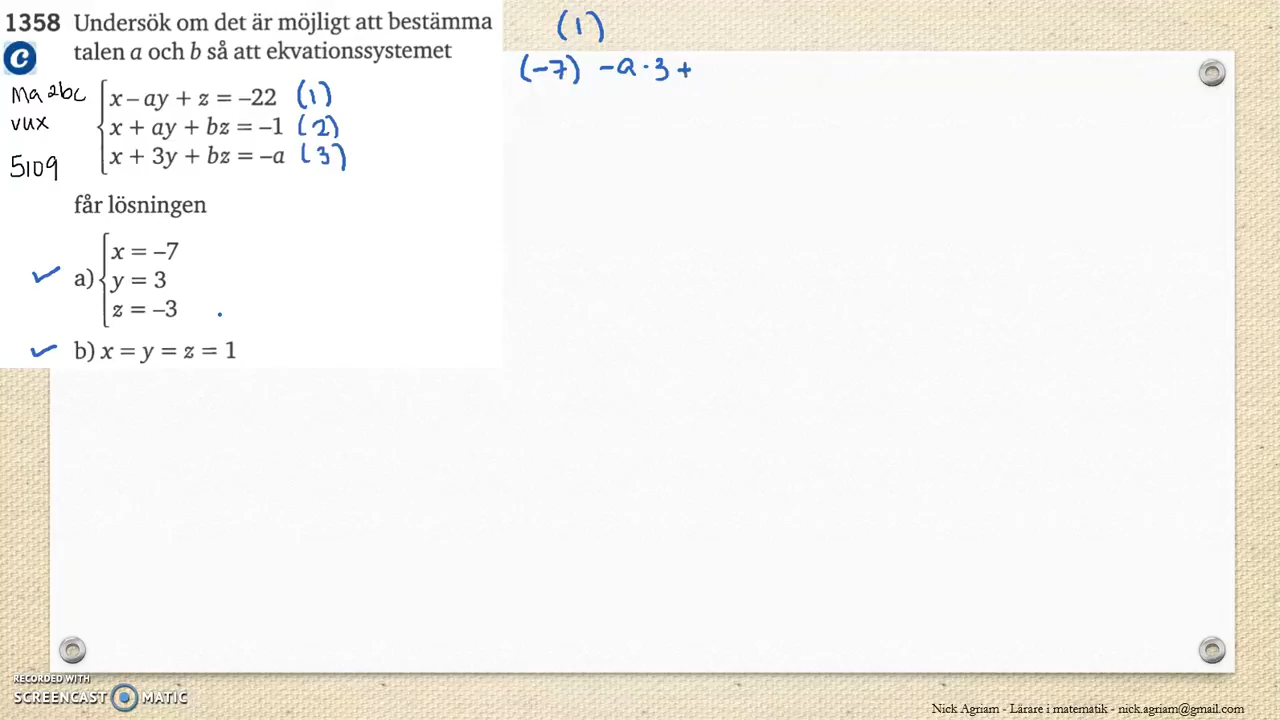 1358 Undersök om det är möjligt att bestämma
talen a och b så att ekvationssystemet
C
Ma 2bc
vux
5109
x – ay + z = –22 (1)
x + ay + bz = –1 (2)
x + 3y + bz = –a (3)
får lösningen
a) x = –7
y = 3
z = –3
b) x = y = z = 1
(1)
(-7) -a·3+
RECORDED WITH
SCREENCAST MATIC
Nick Agriam - Lärare i matematik - nick.agriam@gmail.com